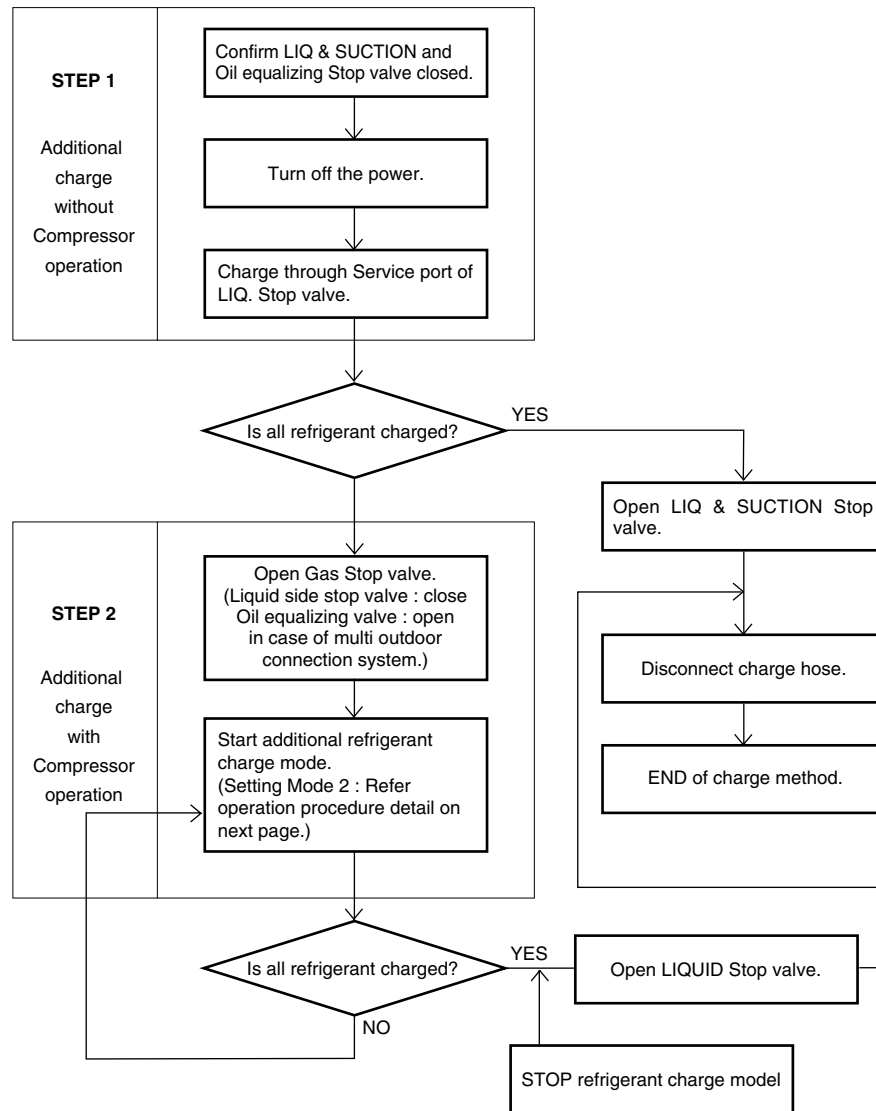 STEP 1
Additional
charge
without
Compressor
operation
Confirm LIQ & SUCTION and
Oil equalizing Stop valve closed.
Turn off the power.
Charge through Service port of
LIQ. Stop valve.
Is all refrigerant charged?
YES
Open LIQ & SUCTION Stop
valve.
Disconnect charge hose.
END of charge method.
STEP 2
Additional
charge
with
Compressor
operation
Open Gas Stop valve.
(Liquid side stop valve : close
Oil equalizing valve : open
in case of multi outdoor
connection system.)
Start additional refrigerant
charge mode.
(Setting Mode 2 : Refer
operation procedure detail on
next page.)
Is all refrigerant charged?
YES
NO
Open LIQUID Stop valve.
STOP refrigerant charge model